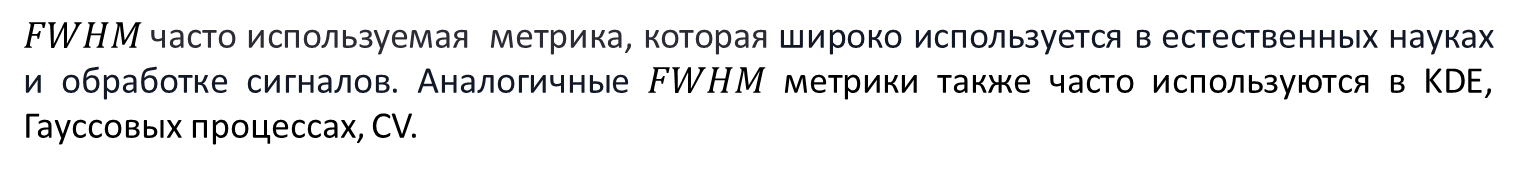 FWHM часто используемая  метрика, которая широко используется в естественных науках
и обработке сигналов. Аналогичные FWHM метрики также часто используются в KDE,
Гауссовых процессах, CV.